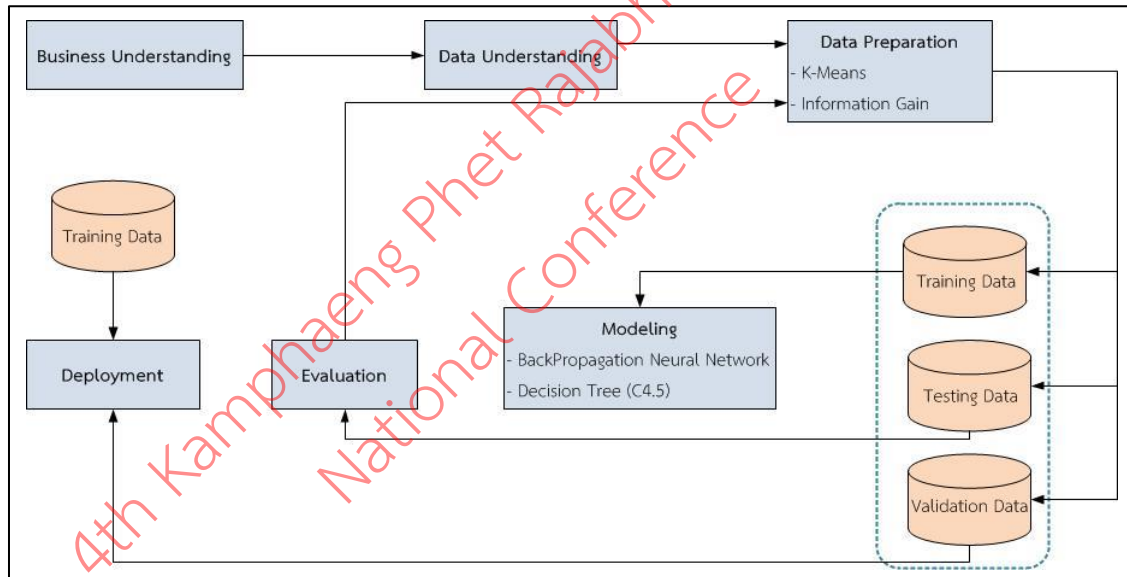 Business Understanding
Data Understanding
Data Preparation
- K-Means
- Information Gain
Training Data
Training Data
Modeling
- BackPropagation Neural Network
- Decision Tree (C4.5)
Deployment
Evaluation
Testing Data
Validation Data
4th Kamphaeng Phet
National Conference